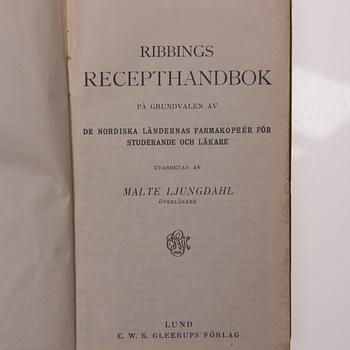 RIBBINGS
RECEPTHANDBOK
PÅ GRUNDVALEN AV
DE NORDISKA LÄNDERNAS FARMAKOPÉER FÖR
STUDERANDE OCH LÄKARE
UTARBETAD AV
MALTE LJUNGDAHL
ÖVERLÄKARE
LUND
C. W. K. GLEERUPS FÖRLAG